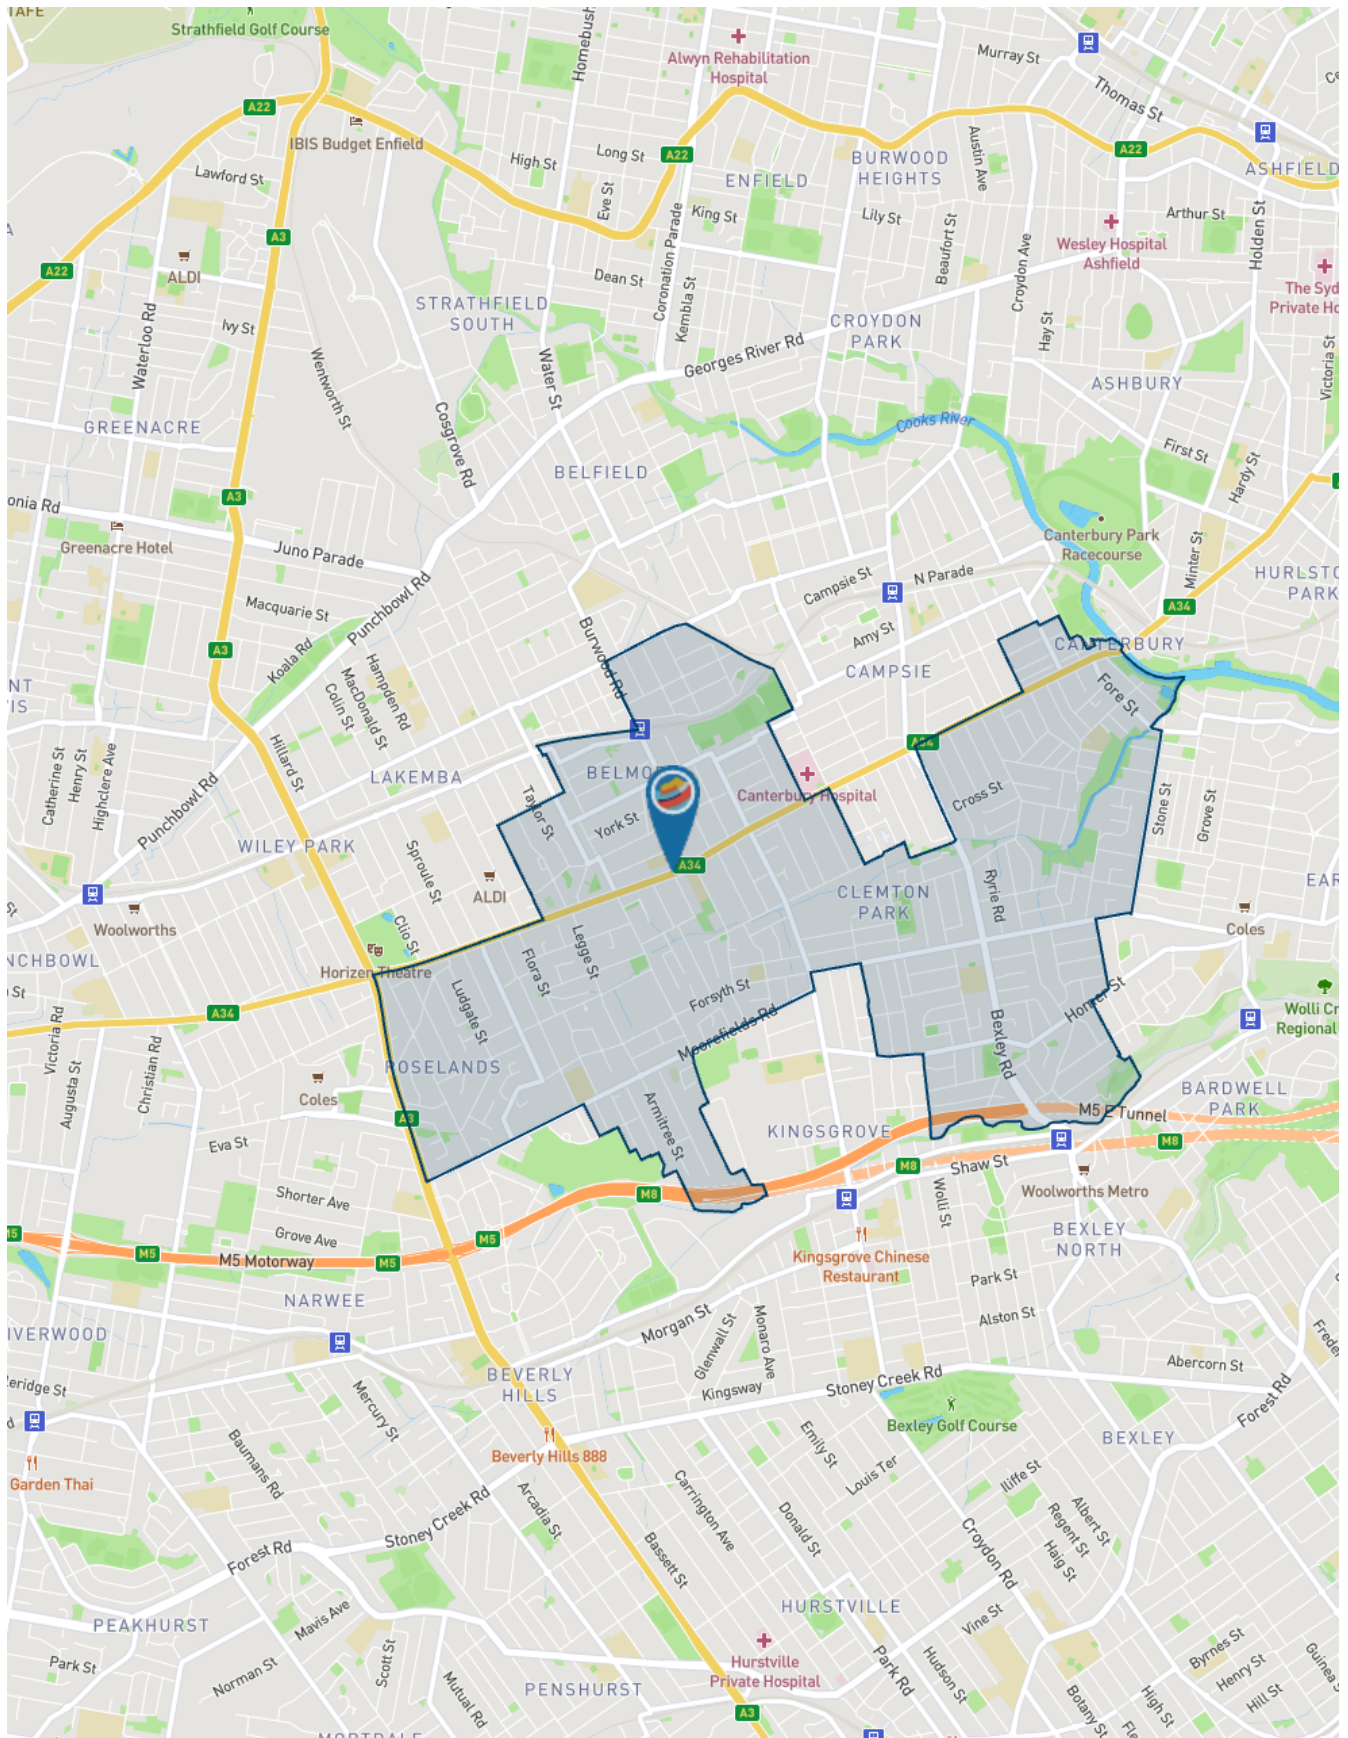 TAFE
Strathfield Golf Course
Homebush
Alwyn Rehabilitation
Hospital
Murray St
Thomas St
A22
IBIS Budget Enfield
High St
Long St
A22
ENFIELD
BURWOOD
HEIGHTS
Austin Ave
A22
ASHFIELD
Lawford St
Eve St
King St
Lily St
Arthur St
A3
Coronation Parade
Beaufort St
Croydon Ave
Wesley Hospital
Ashfield
Holden St
A22
ALDI
Dean St
Kembla St
The Syd
Private Ho
STRATHFIELD
SOUTH
Ivy St
Waterloo Rd
CROYDON
PARK
Hay St
Wentworth St
Water St
Georges River Rd
Victoria St
ASHBURY
GREENACRE
Cosgrove Rd
Cooks River
First St
BELFIELD
Hardy St
onia Rd
A3
Greenacre Hotel
Juno Parade
Canterbury Park
Racecourse
Minter St
Campsie St
N Parade
HURLSTO
PARK
Punchbowl Rd
Macquarie St
A34
Burwood Rd
Amy St
A3
Koala Rd
Hampden Rd
MacDonald St
Colin St
CAMPSIE
CANTERBURY
Fore St
NT
IS
Hillard St
A34
Catherine St
Henry St
Highclere Ave
LAKEMBA
BELMO
Canterbury Hospital
Cross St
Stone St
Grove St
Punchbowl Rd
Taylor St
York St
WILEY PARK
Sproule St
A34
ALDI
CLEMTON
PARK
Ryrie Rd
EAR
St
Woolworths
Clio St
Coles
NCHBOWL
Horizen Theatre
Legge St
Flora St
St
Ludgate St
Forsyth St
Homer St
Wolli Cr
Regional
A34
Moorefields Rd
Victoria Rd
Augusta St
Christian Rd
ROSELANDS
Bexley Rd
Coles
BARDWELL
PARK
A3
Armitree St
M5 E Tunnel
KINGSGROVE
Eva St
M8
M8
Shaw St
Shorter Ave
M8
Wolli St
Woolworths Metro
Grove Ave
M5
M5
M5
M5 Motorway
M5
Kingsgrove Chinese
Restaurant
BEXLEY
NORTH
Park St
NARWEE
Morgan St
Glenwall St
Monaro Ave
Alston St
IVERWOOD
BEVERLY
HILLS
Abercorn St
Kingsway
Stoney Creek Rd
Mercury St
Forest Rd
Bexley Golf Course
BEXLEY
Baumans Rd
Beverly Hills 888
Emily St
Garden Thai
Louis Ter
Iliffe St
Arcadia St
Carrington Ave
Donald St
Stoney Creek Rd
Albert St
Regent St
Haig St
Forest Rd
Bassett St
Croydon Rd
PEAKHURST
Mavis Ave
HURSTVILLE
Vine St
Park St
Norman St
Scott St
Hurstville
Private Hospital
Park Rd
Hudson St
Byrnes St
Henry St
Hill St
Guinea S
Mutual Rd
PENSHURST
Botany St
High St
A3
MORTDALE